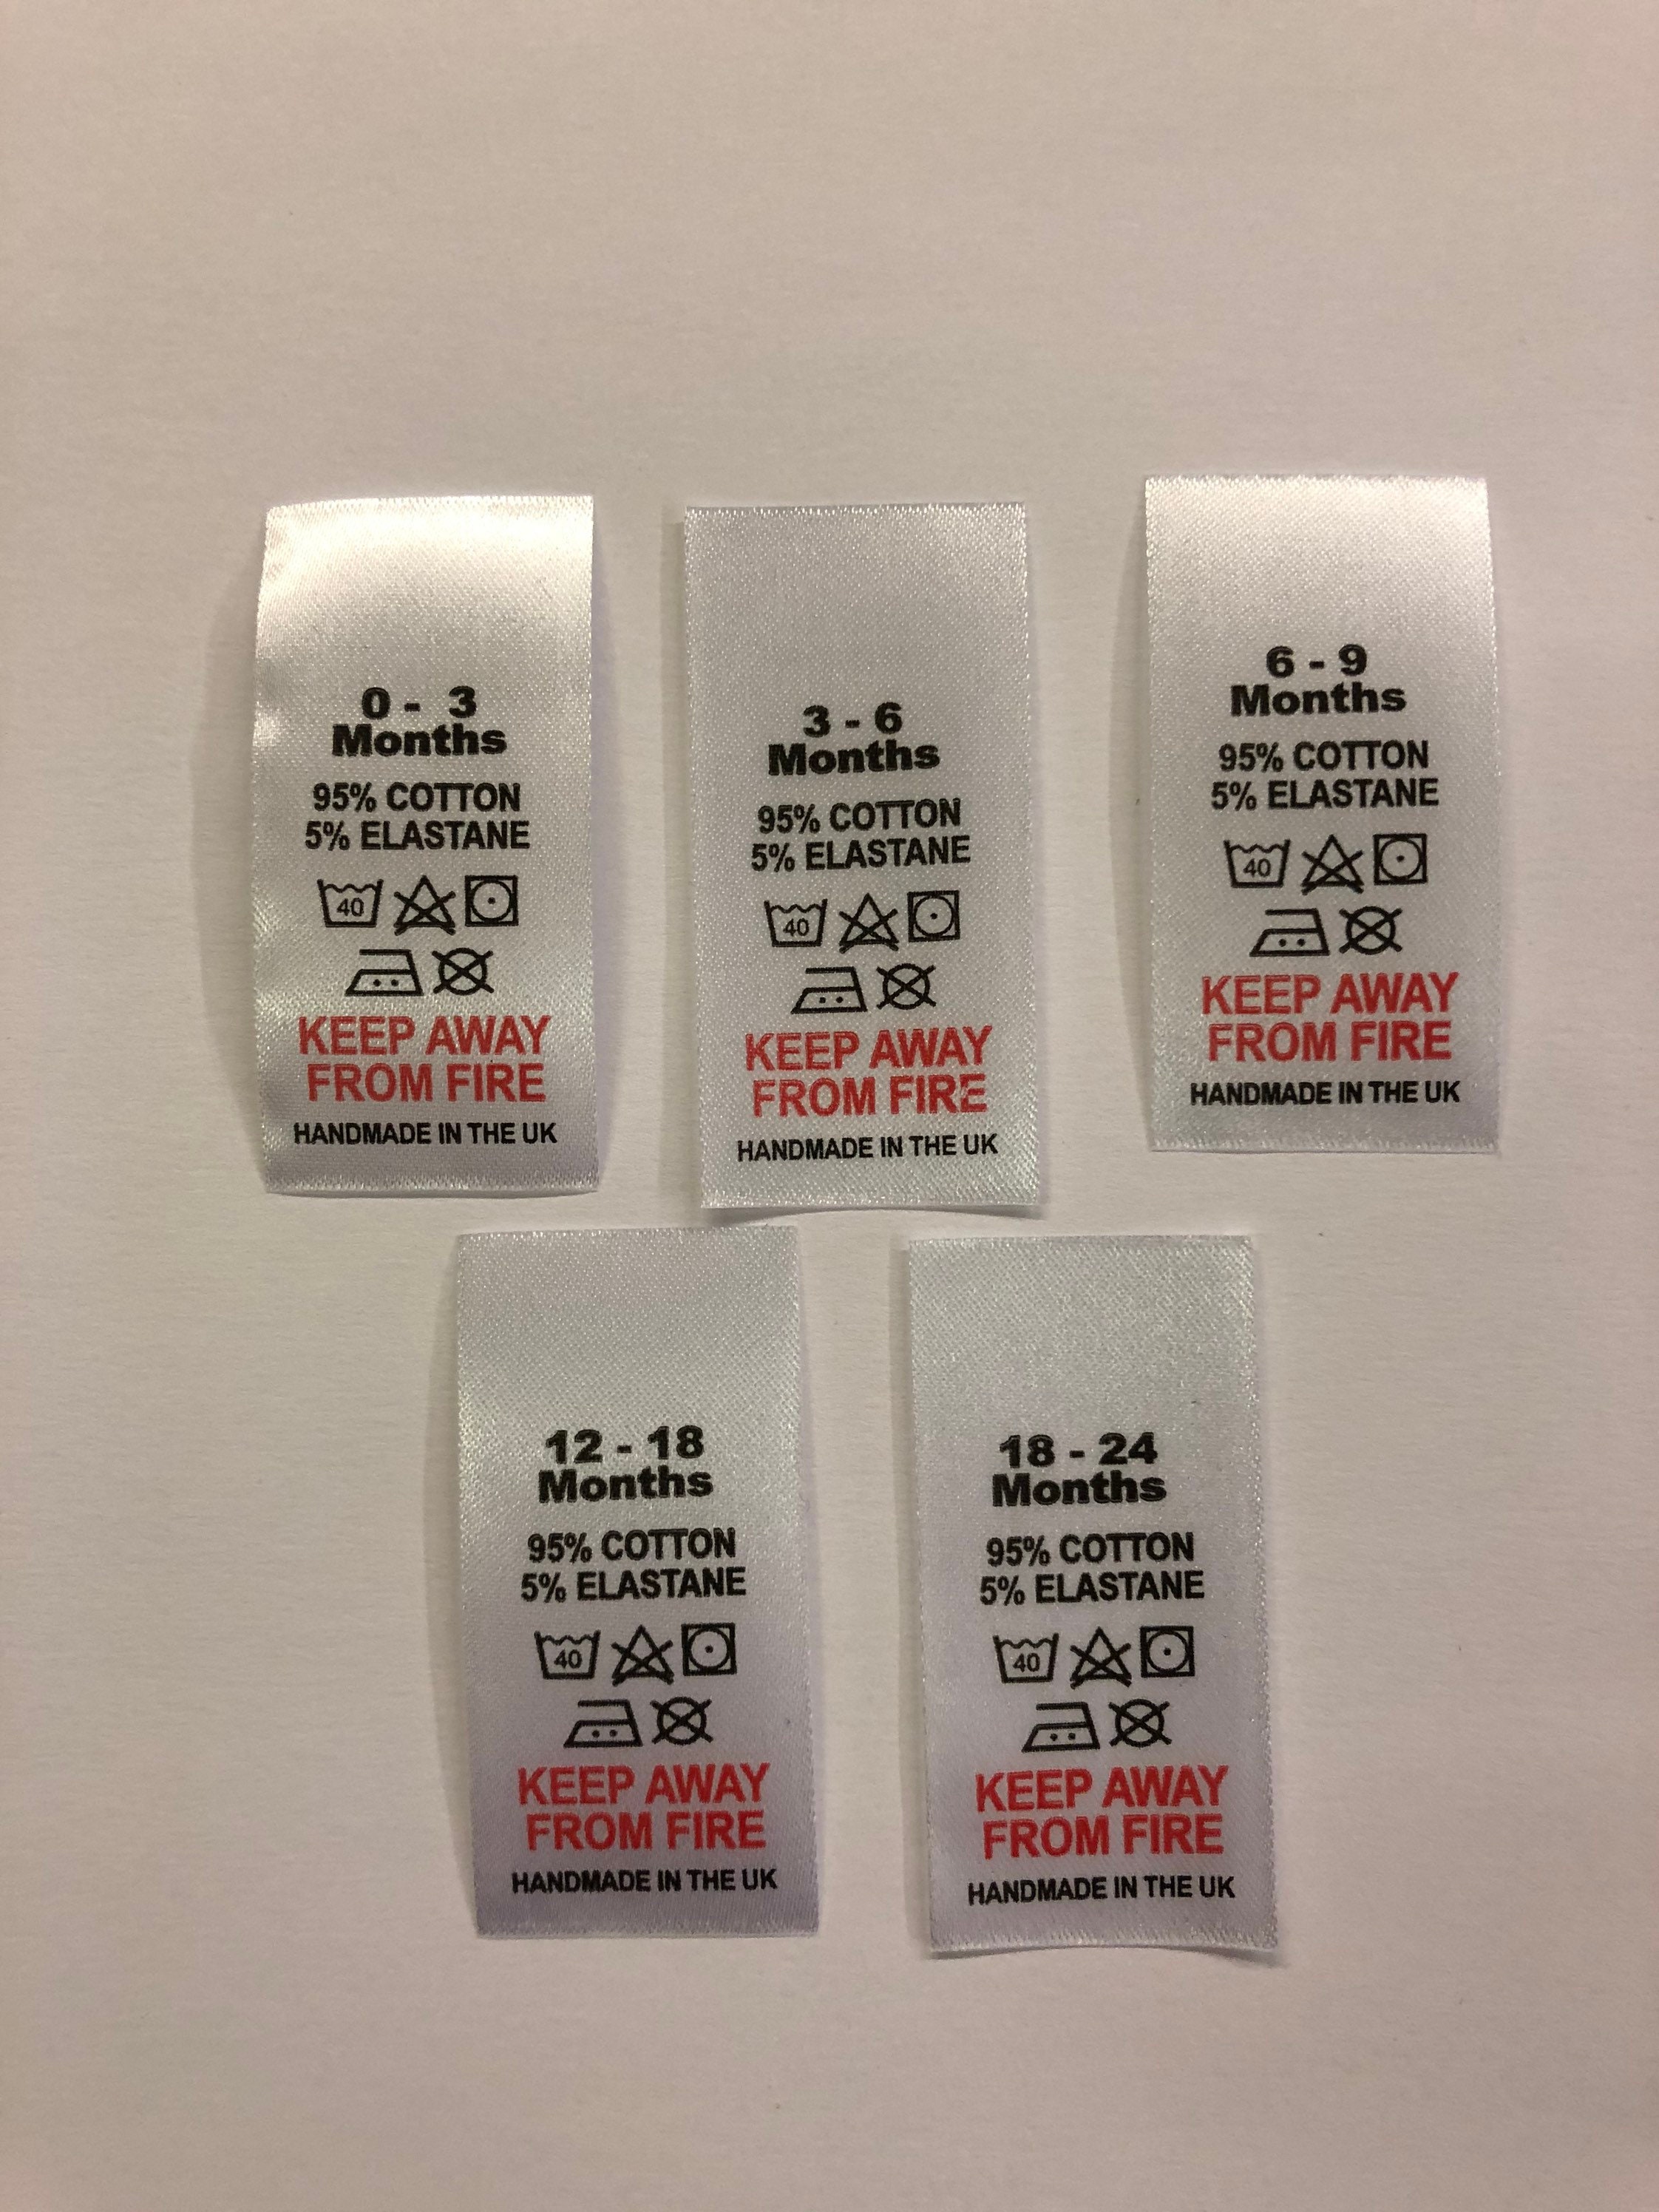 0 - 3
Months
95% COTTON
5% ELASTANE
40
KEEP AWAY
FROM FIRE
HANDMADE IN THE UK
3 - 6
Months
95% COTTON
5% ELASTANE
40
KEEP AWAY
FROM FIRE
HANDMADE IN THE UK
6 - 9
Months
95% COTTON
5% ELASTANE
40
KEEP AWAY
FROM FIRE
HANDMADE IN THE UK
12 - 18
Months
95% COTTON
5% ELASTANE
40
KEEP AWAY
FROM FIRE
HANDMADE IN THE UK
18 - 24
Months
95% COTTON
5% ELASTANE
40
KEEP AWAY
FROM FIRE
HANDMADE IN THE UK